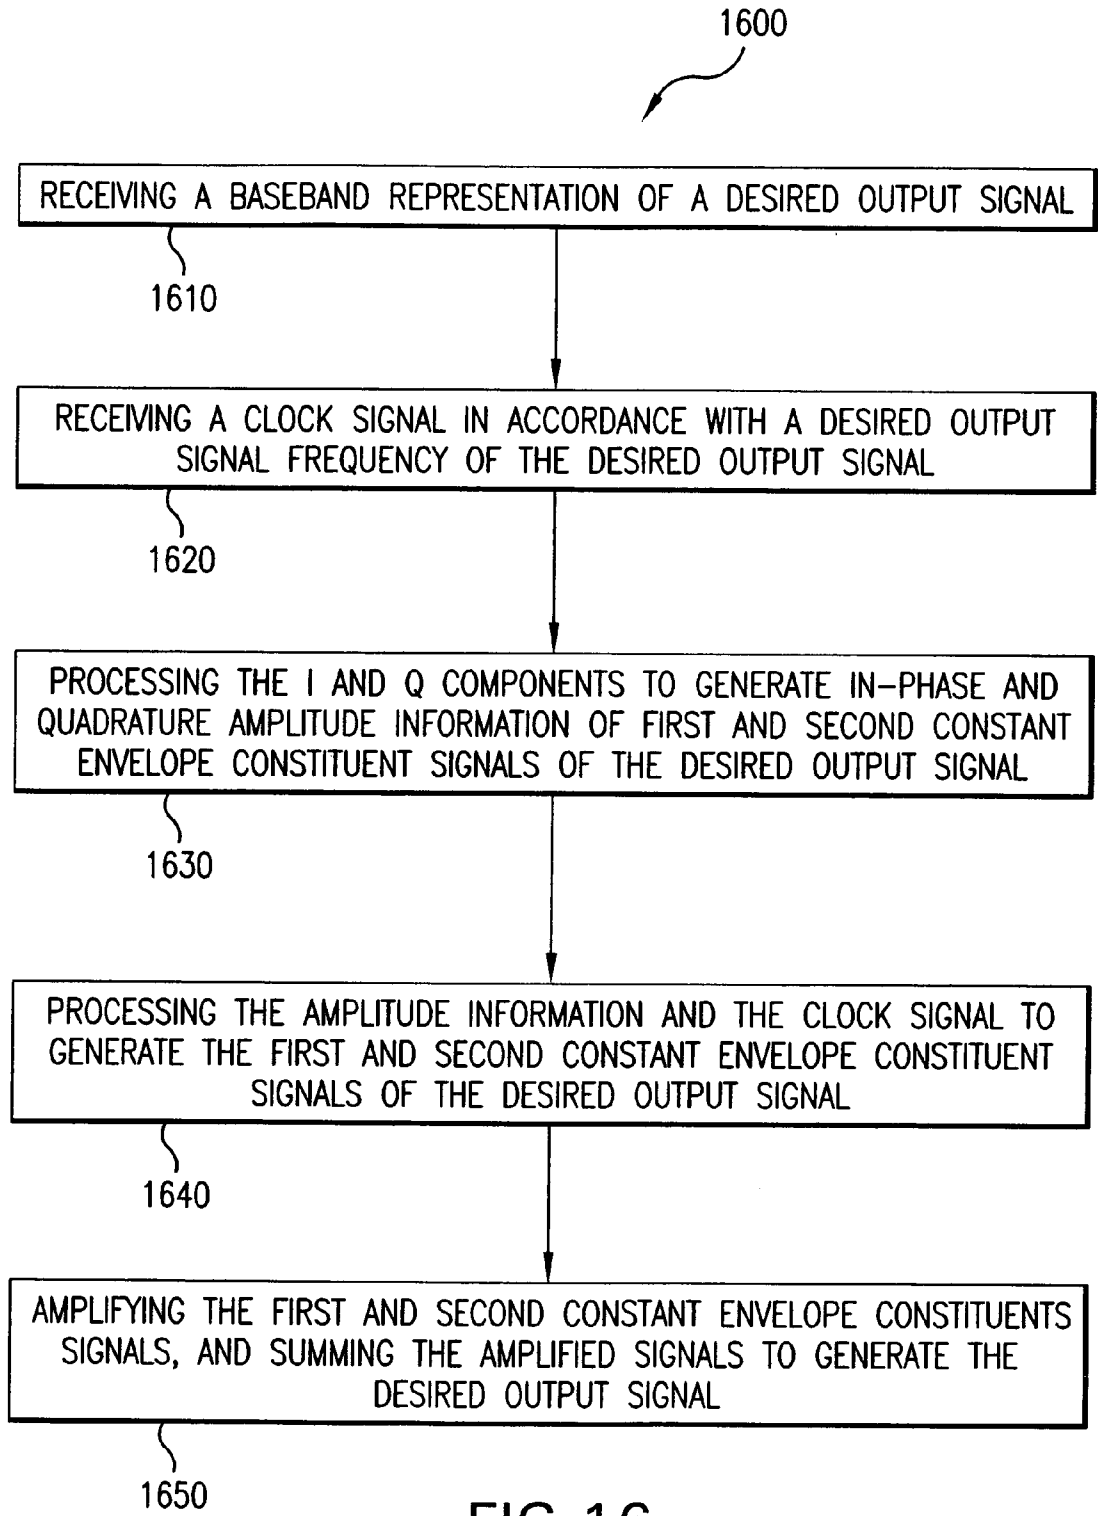 1600
RECEIVING A BASEBAND REPRESENTATION OF A DESIRED OUTPUT SIGNAL
1610
RECEIVING A CLOCK SIGNAL IN ACCORDANCE WITH A DESIRED OUTPUT
SIGNAL FREQUENCY OF THE DESIRED OUTPUT SIGNAL
1620
PROCESSING THE I AND Q COMPONENTS TO GENERATE IN-PHASE AND
QUADRATURE AMPLITUDE INFORMATION OF FIRST AND SECOND CONSTANT
ENVELOPE CONSTITUENT SIGNALS OF THE DESIRED OUTPUT SIGNAL
1630
PROCESSING THE AMPLITUDE INFORMATION AND THE CLOCK SIGNAL TO
GENERATE THE FIRST AND SECOND CONSTANT ENVELOPE CONSTITUENT
SIGNALS OF THE DESIRED OUTPUT SIGNAL
1640
AMPLIFYING THE FIRST AND SECOND CONSTANT ENVELOPE CONSTITUENTS
SIGNALS, AND SUMMING THE AMPLIFIED SIGNALS TO GENERATE THE
DESIRED OUTPUT SIGNAL
1650
FIG. 16